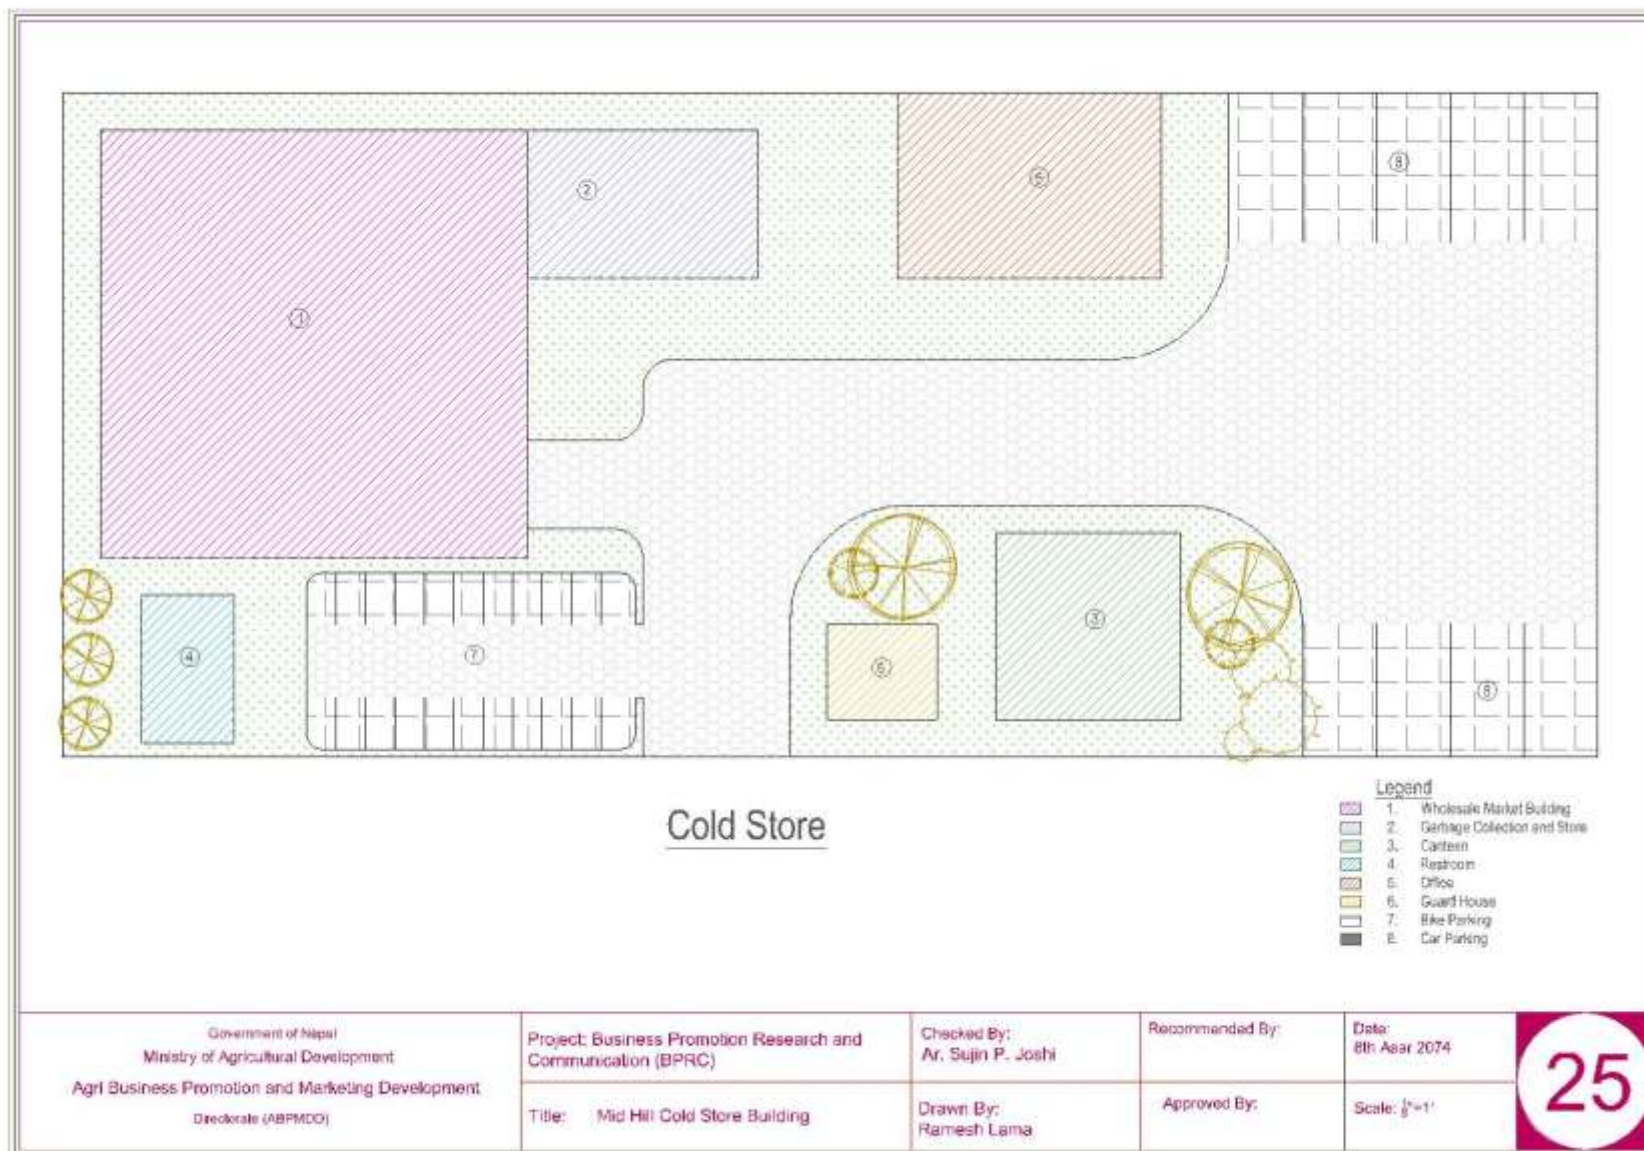 8
2
5
1
3
4
7
6
8
Cold Store
Legend
1. Wholesale Market Building
2. Garbage Collection and Store
3. Canteen
4. Restroom
5. Office
6. Guard House
7. Bike Parking
8. Car Parking
Government of Nepal
Ministry of Agricultural Development
Agri Business Promotion and Marketing Development
Directorate (ABPMDD)
Project: Business Promotion Research and
Communication (BPRC)
Title: Mid Hill Cold Store Building
Checked By:
Ar. Sujin P. Joshi
Drawn By:
Ramesh Lama
Recommended By:
Approved By:
Date:
8th Asar 2074
Scale:
25